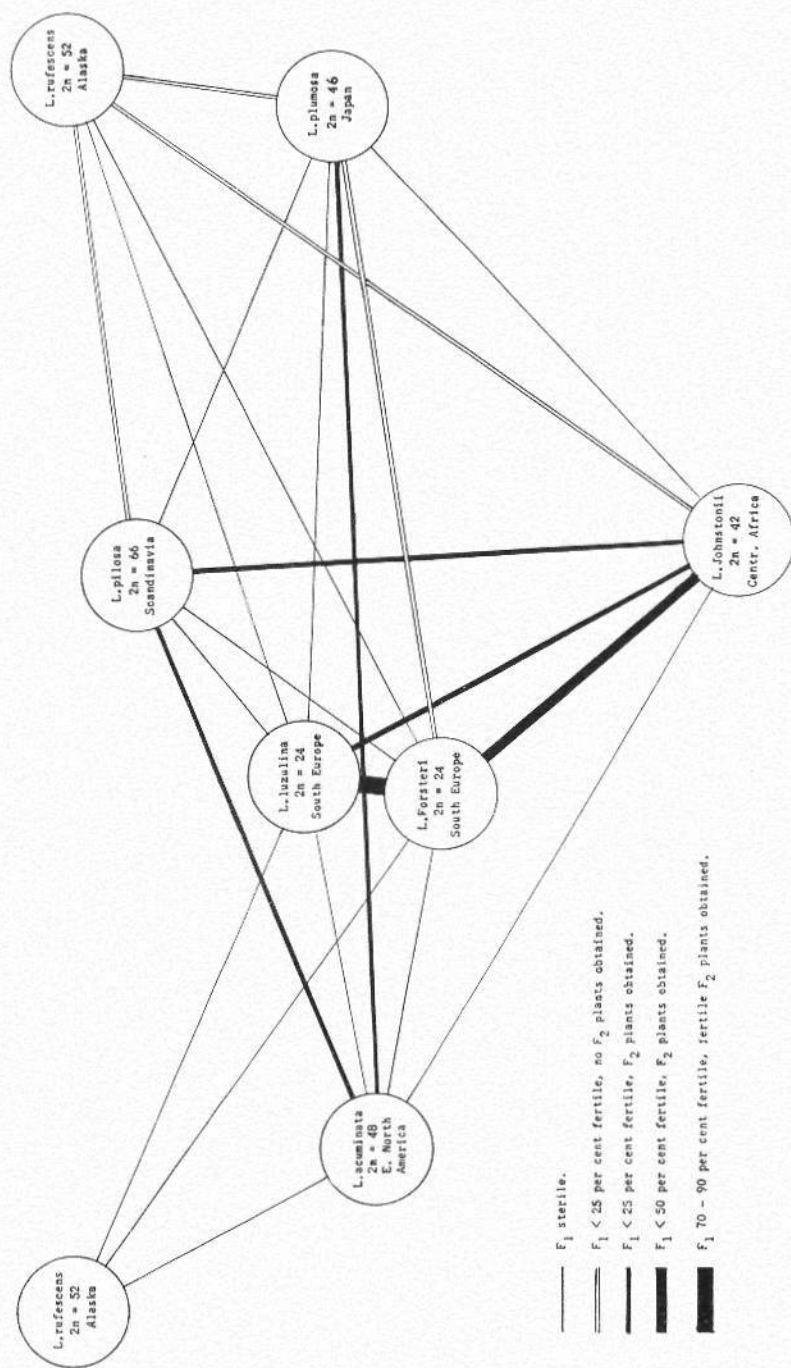 L.rufescens
2n = 52
Alaska
L.plumosa
2n = 46
Japan
L.pilosa
2n = 66
Scandinavia
L.luzulina
2n = 24
South Europe
L.Forsteri
2n = 24
South Europe
L.Johnstonii
2n = 42
Centr. Africa
L.acuminata
2n = 48
E. North
America
L.rufescens
2n = 52
Alaska
F1 sterile.
F1 < 25 per cent fertile, no F2 plants obtained.
F1 < 25 per cent fertile, F2 plants obtained.
F1 < 50 per cent fertile, F2 plants obtained.
F1 70 - 90 per cent fertile, fertile F2 plants obtained.